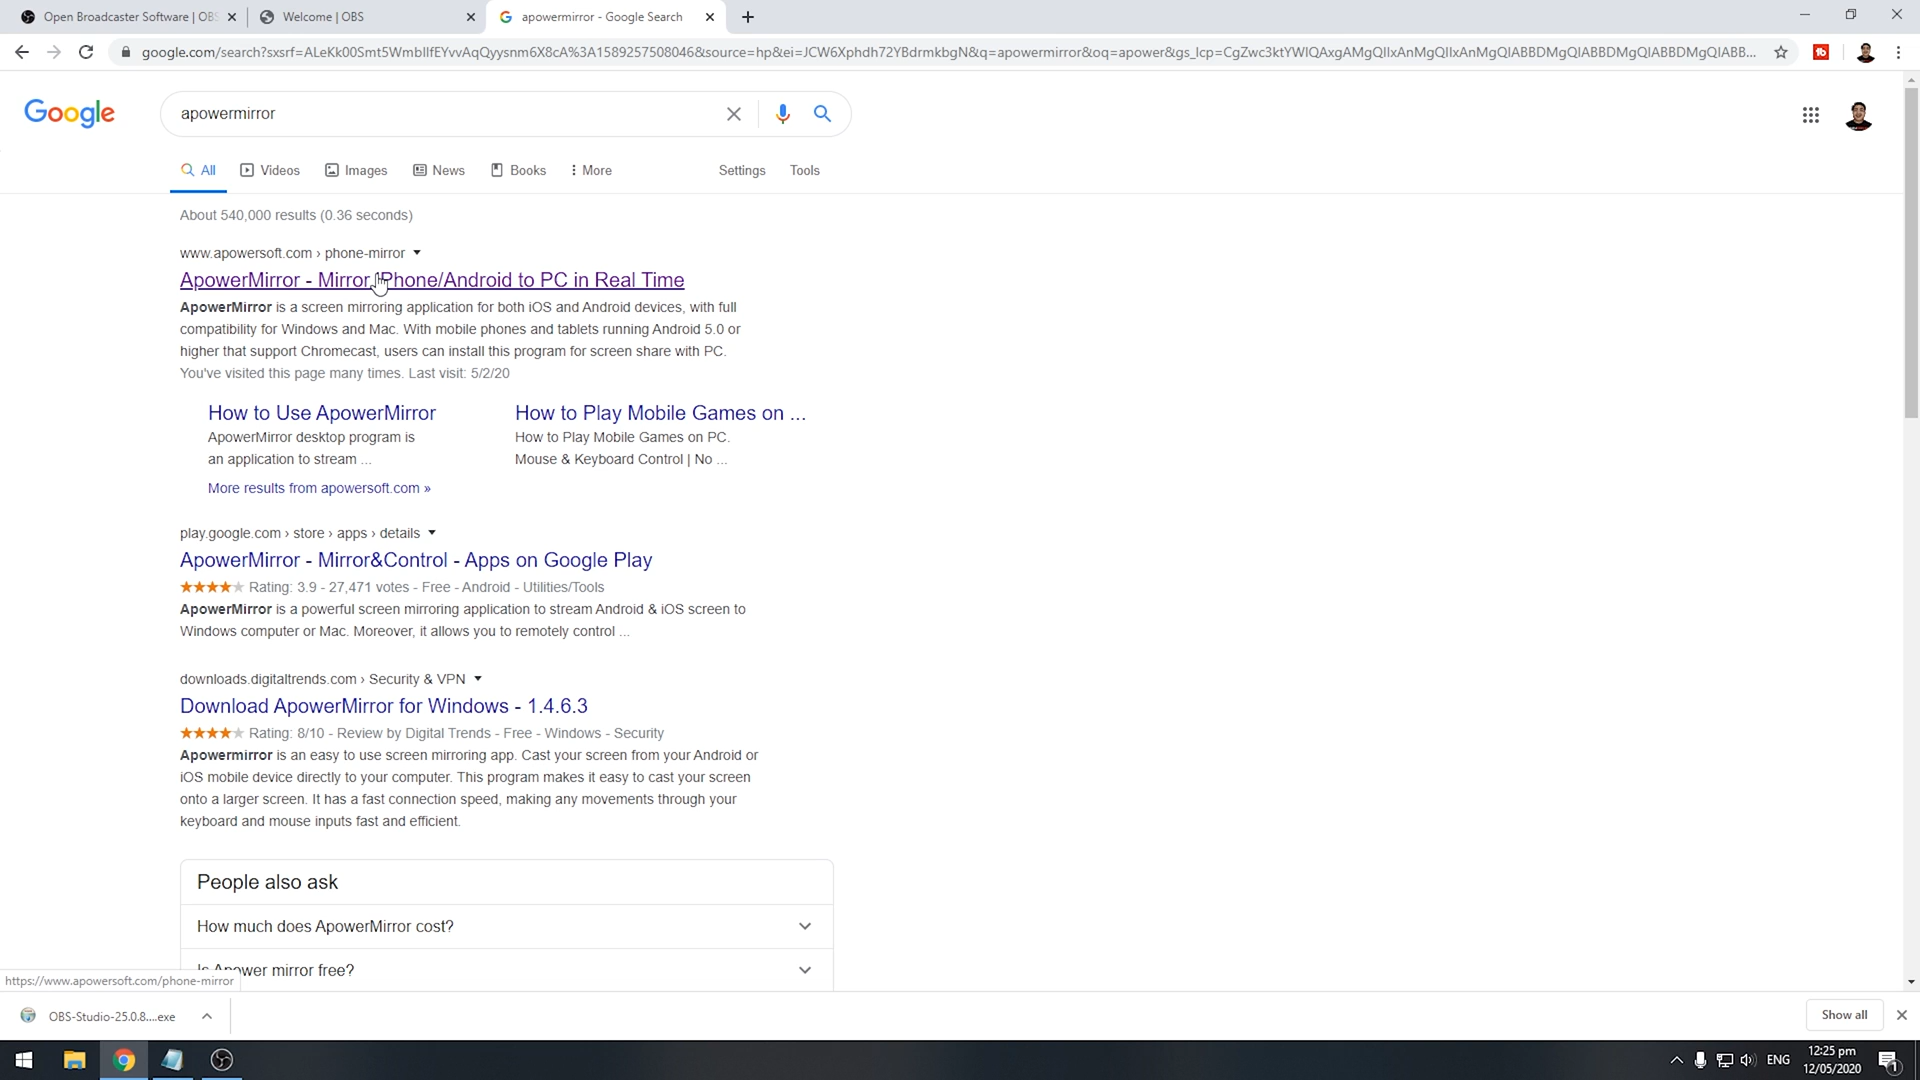 Open Broadcaster Software | OBS
Welcome | OBS
apowermirror - Google Search
google.com/search?sxsrf=ALeKk00Smt5WmbIlfEYvvAqQyysnm6X8cA%3A1589257508046&source=hp&ei=JCW6Xphdh72YBdrmkbgN&q=apowermirror&oq=apower&gs_lcp=CgZwc3ktYWIQAxgAMgQIIxAnMgQIIxAnMgQIABBDMgQIABBDMgQIABBDMgQIABB...
Google
apowermirror
All
Videos
Images
News
Books
More
Settings
Tools
About 540,000 results (0.36 seconds)
www.apowersoft.com › phone-mirror
ApowerMirror - Mirror iPhone/Android to PC in Real Time
ApowerMirror is a screen mirroring application for both iOS and Android devices, with full
compatibility for Windows and Mac. With mobile phones and tablets running Android 5.0 or
higher that support Chromecast, users can install this program for screen share with PC.
You've visited this page many times. Last visit: 5/2/20
How to Use ApowerMirror
ApowerMirror desktop program is
an application to stream ...
How to Play Mobile Games on ...
How to Play Mobile Games on PC.
Mouse & Keyboard Control | No ...
More results from apowersoft.com »
play.google.com › store › apps › details
ApowerMirror - Mirror&Control - Apps on Google Play
Rating: 3.9 - 27,471 votes - Free - Android - Utilities/Tools
ApowerMirror is a powerful screen mirroring application to stream Android & iOS screen to
Windows computer or Mac. Moreover, it allows you to remotely control ...
downloads.digitaltrends.com › Security & VPN
Download ApowerMirror for Windows - 1.4.6.3
Rating: 8/10 - Review by Digital Trends - Free - Windows - Security
Apowermirror is an easy to use screen mirroring app. Cast your screen from your Android or
iOS mobile device directly to your computer. This program makes it easy to cast your screen
onto a larger screen. It has a fast connection speed, making any movements through your
keyboard and mouse inputs fast and efficient.
People also ask
How much does ApowerMirror cost?
Is Apower mirror free?
https://www.apowersoft.com/phone-mirror
OBS-Studio-25.0.8....exe
Show all
ENG
12:25 pm
12/05/2020
1